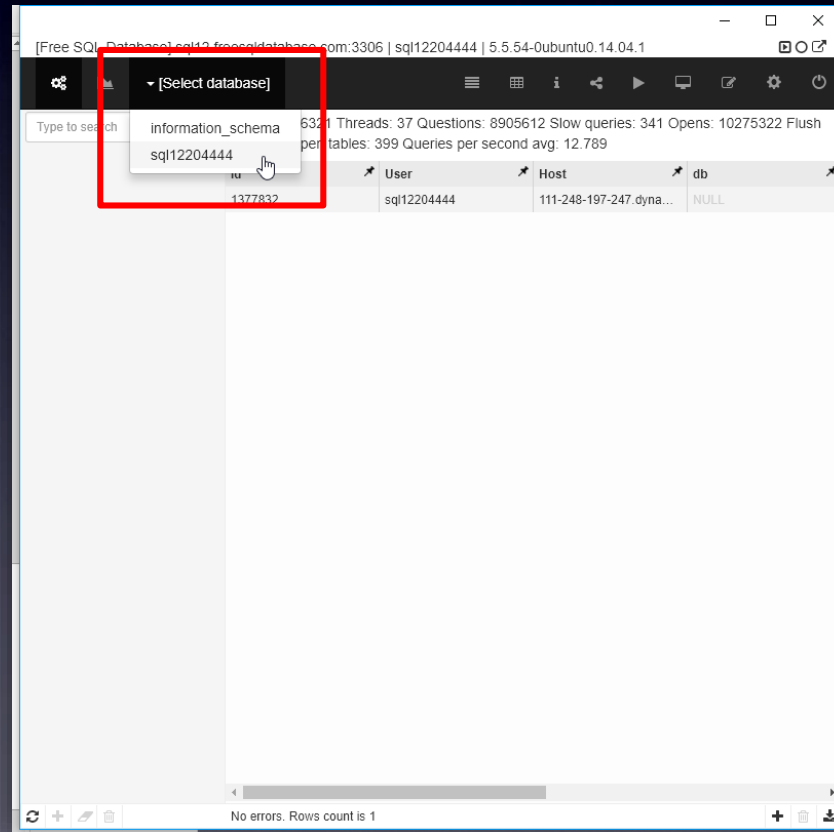 [Free SQL Database] sql12.freesqldatabase.com:3306 | sql12204444 | 5.5.54-0ubuntu0.14.04.1
[Select database]
Type to search
information_schema
sql12204444
6321 Threads: 37 Questions: 8905612 Slow queries: 341 Opens: 10275322 Flush
tables: 399 Queries per second avg: 12.789
Id User Host db
1377832 sql12204444 111-248-197-247.dyna... NULL
No errors. Rows count is 1